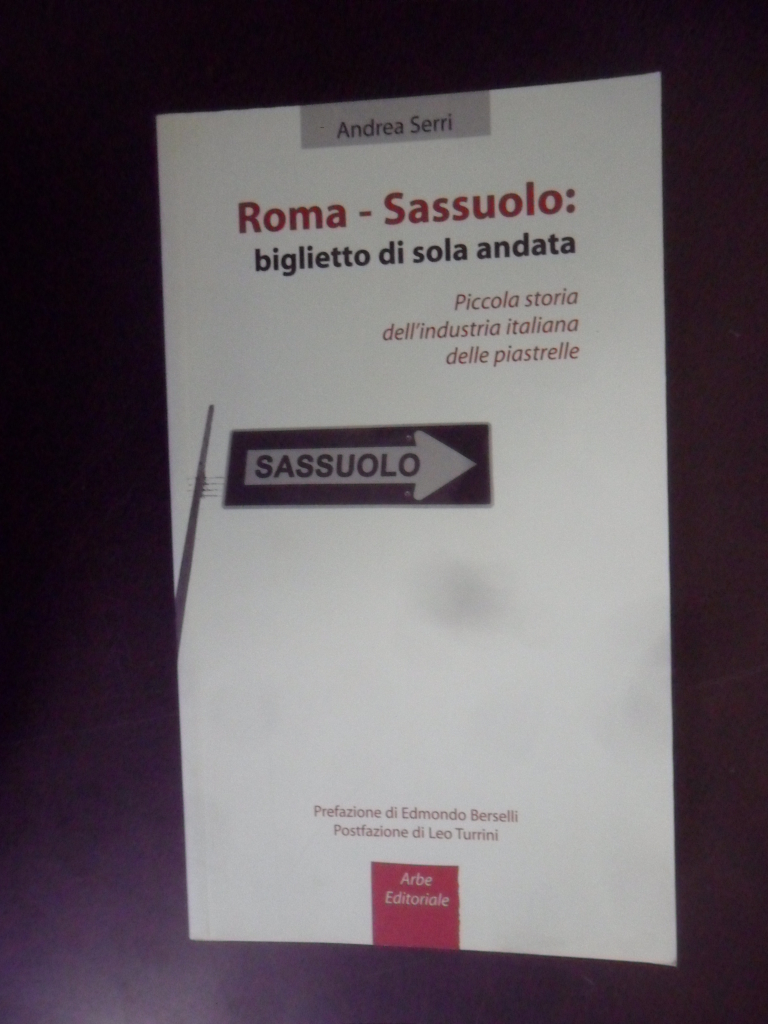 Andrea Serri
Roma - Sassuolo:
biglietto di sola andata
Piccola storia
dell'industria italiana
delle piastrelle
SASSUOLO
Prefazione di Edmondo Berselli
Postfazione di Leo Turrini
Arbe
Editoriale